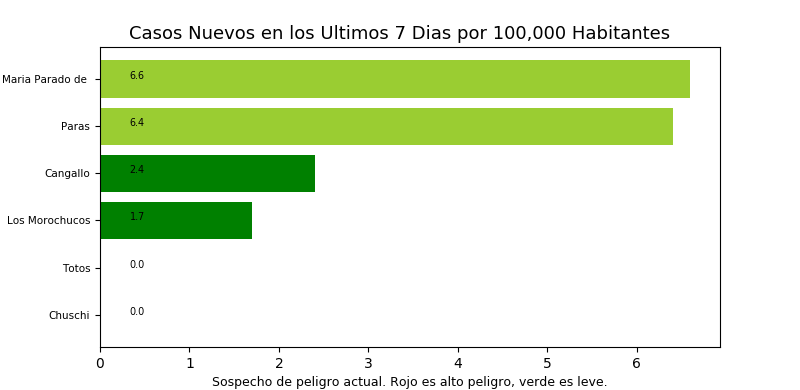 Casos Nuevos en los Ultimos 7 Dias por 100,000 Habitantes
Maria Parado de
6.6
Paras
6.4
Cangallo
2.4
Los Morochucos
1.7
Totos
0.0
Chuschi
0.0
0 1 2 3 4 5 6
Sospecho de peligro actual. Rojo es alto peligro, verde es leve.